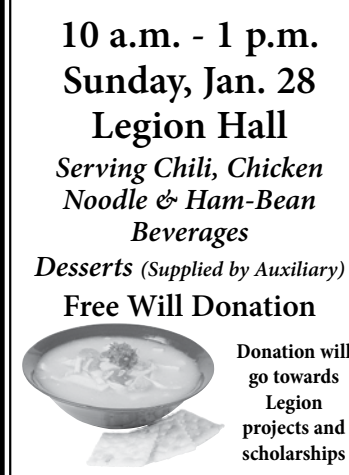 10 a.m. - 1 p.m.
Sunday, Jan. 28
Legion Hall
Serving Chili, Chicken
Noodle & Ham-Bean
Beverages
Desserts (Supplied by Auxiliary)
Free Will Donation
Donation will
go towards
Legion
projects and
scholarships